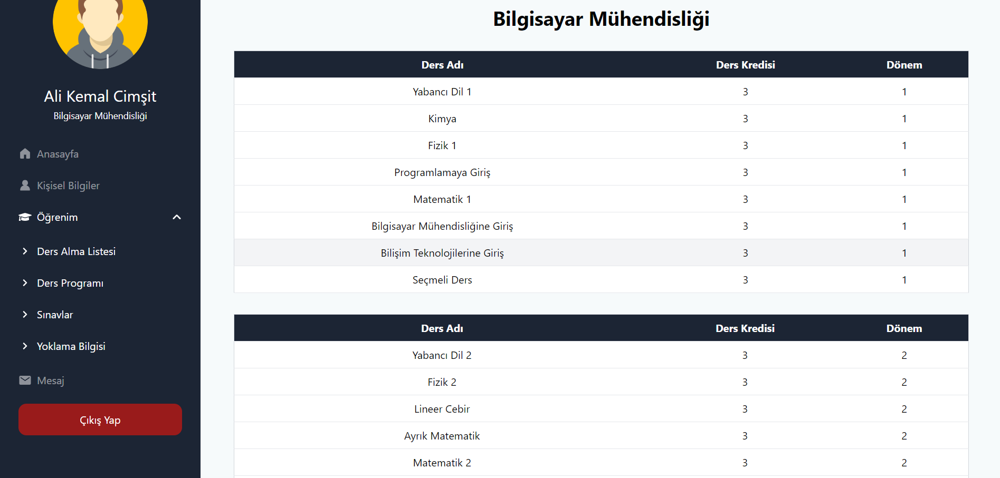 Ali Kemal Cimşit
Bilgisayar Mühendisliği
Anasayfa
Kişisel Bilgiler
Öğrenim
Ders Alma Listesi
Ders Programı
Sınavlar
Yoklama Bilgisi
Mesaj
Çıkış Yap
Bilgisayar Mühendisliği
Ders Adı Ders Kredisi Dönem
Yabancı Dil 1 3 1
Kimya 3 1
Fizik 1 3 1
Programlamaya Giriş 3 1
Matematik 1 3 1
Bilgisayar Mühendisliğine Giriş 3 1
Bilişim Teknolojilerine Giriş 3 1
Seçmeli Ders 3 1
Ders Adı Ders Kredisi Dönem
Yabancı Dil 2 3 2
Fizik 2 3 2
Lineer Cebir 3 2
Ayrık Matematik 3 2
Matematik 2 3 2